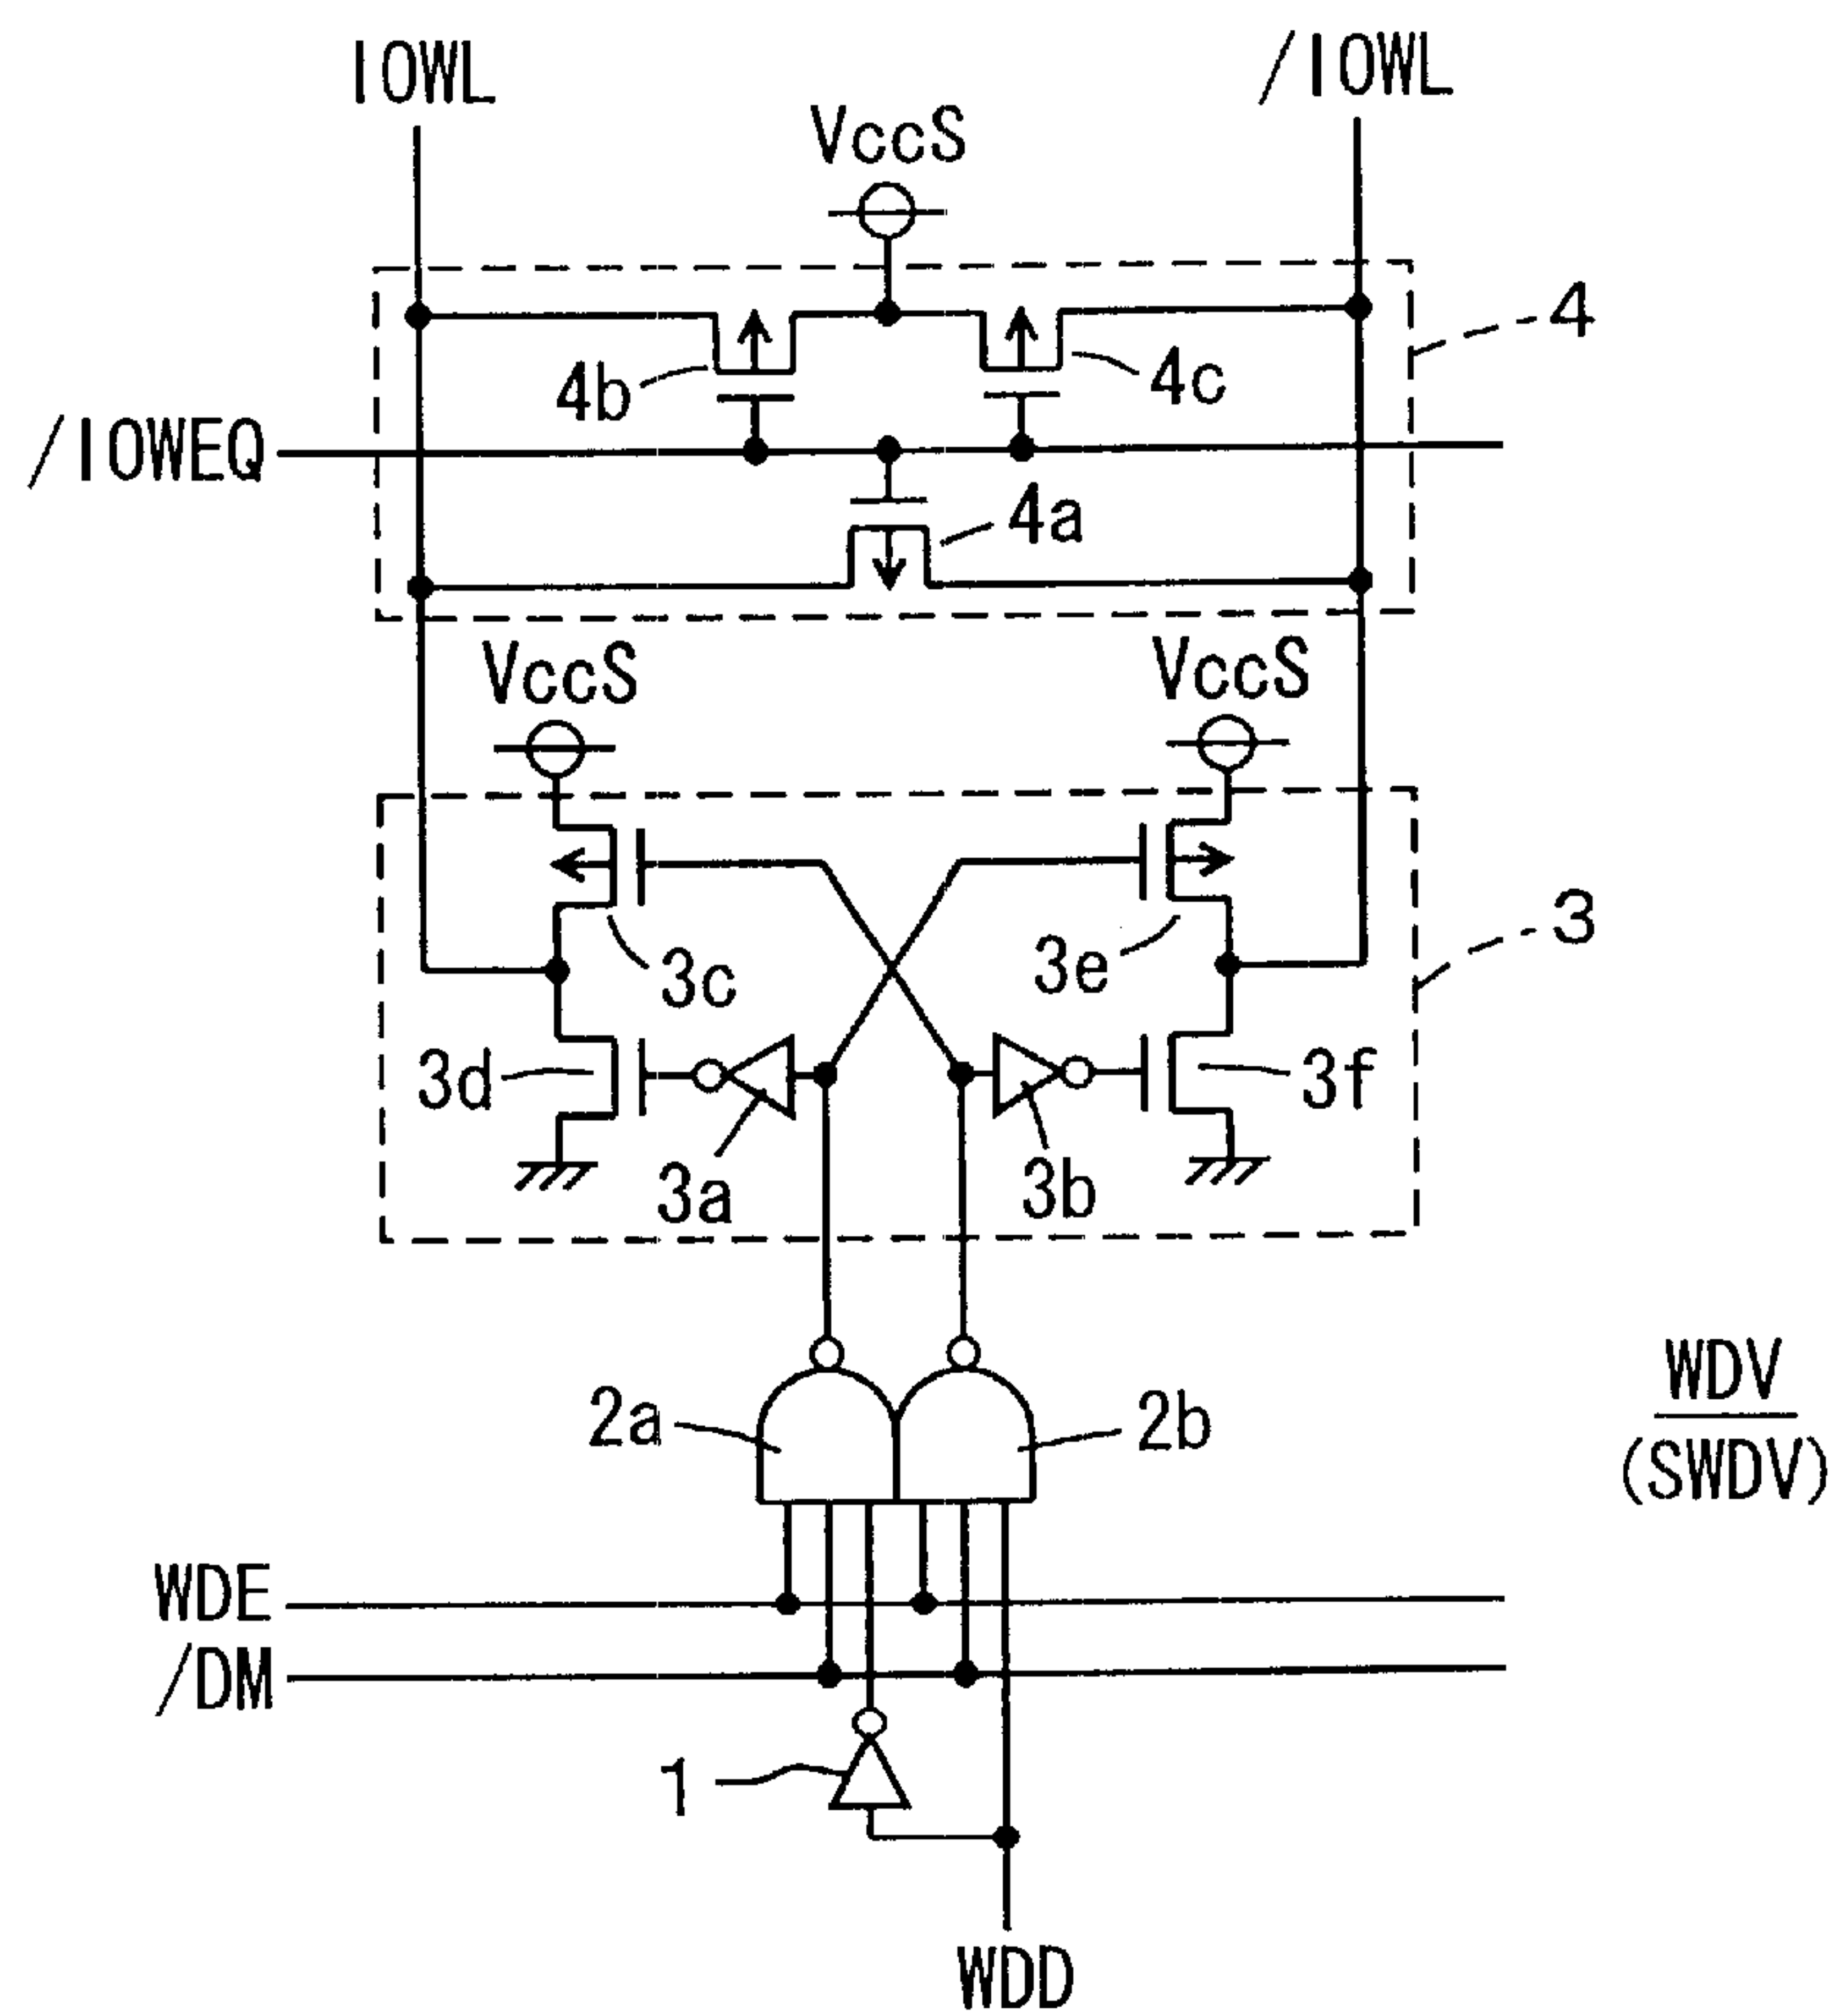 IOWL
/IOWL
VccS
4
4b
4c
/IOWEQ
4a
VccS
VccS
3
3c
3e
3d
3f
3a
3b
WDV
(SWDV)
2a
2b
WDE
/DM
1
WDD